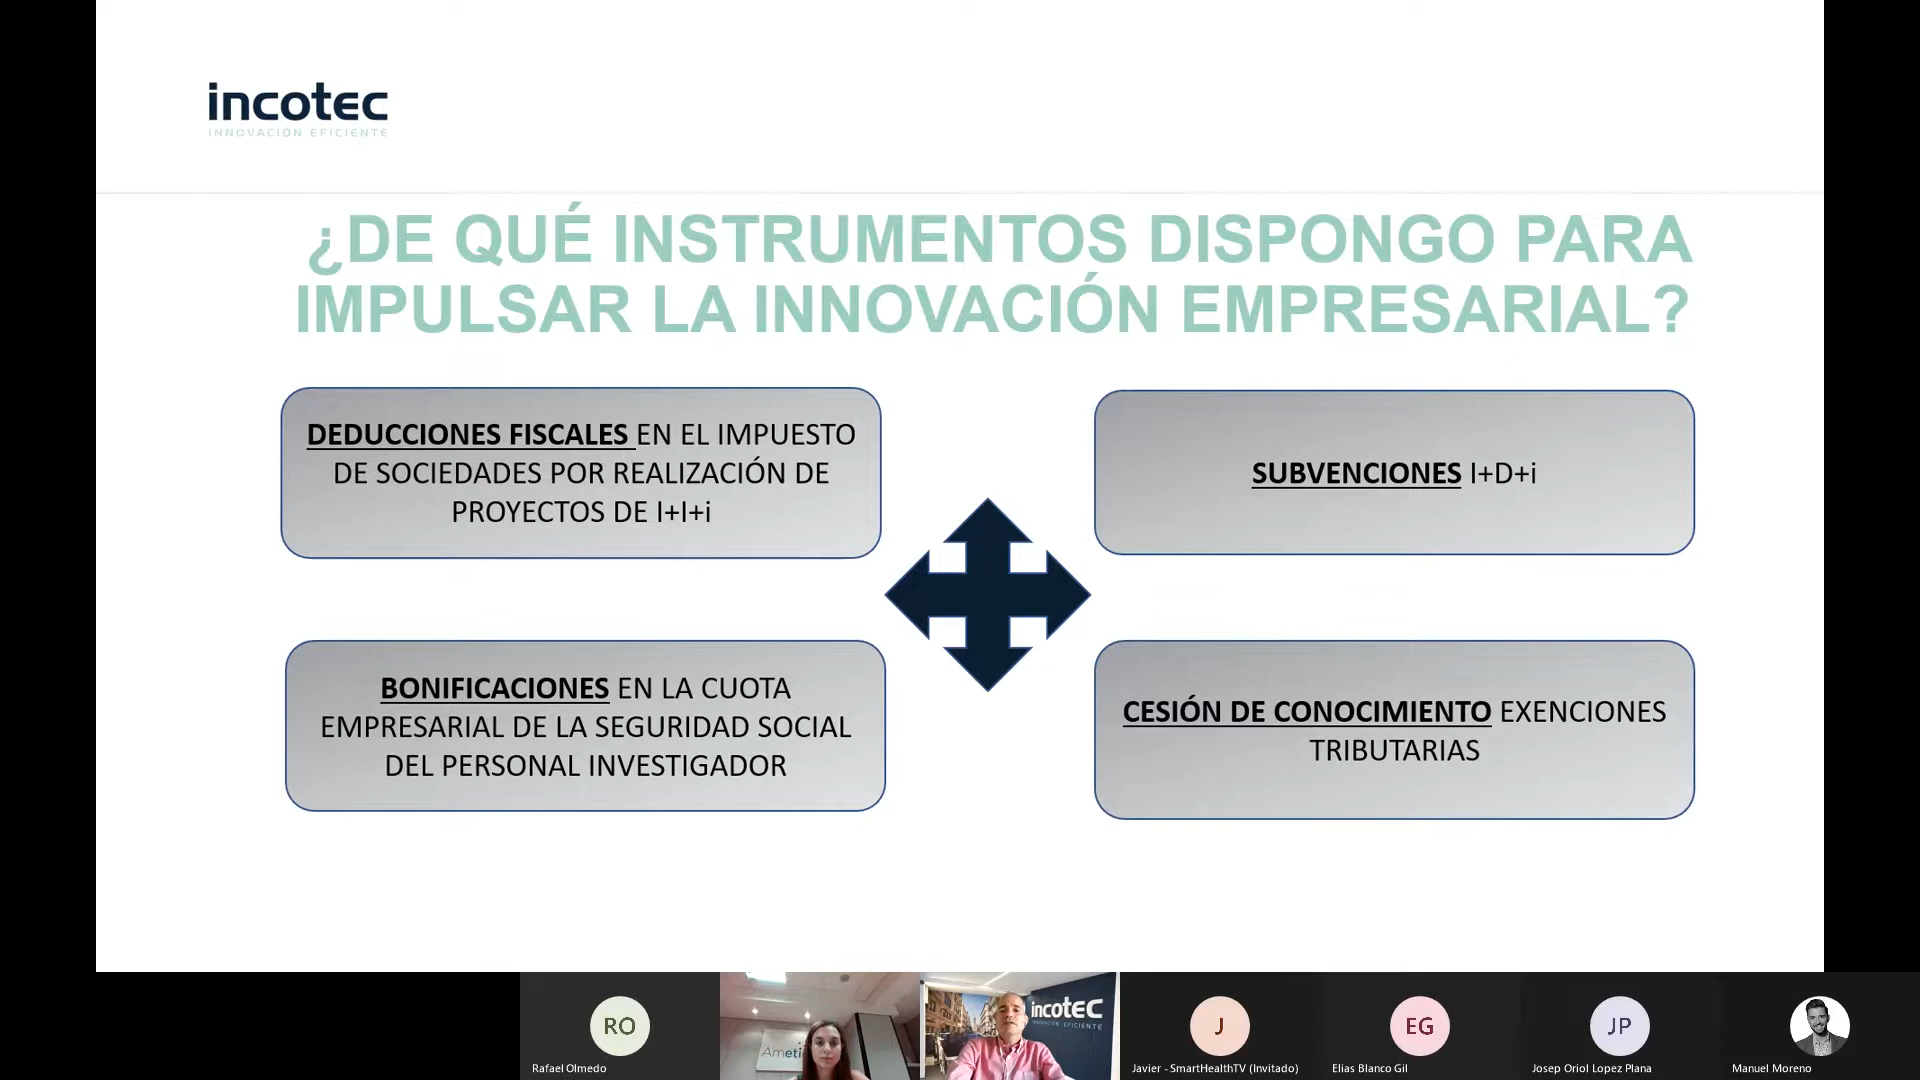 incotec
INNOVACIÓN EFICIENTE
¿DE QUÉ INSTRUMENTOS DISPONGO PARA
IMPULSAR LA INNOVACIÓN EMPRESARIAL?
DEDUCCIONES FISCALES EN EL IMPUESTO
DE SOCIEDADES POR REALIZACIÓN DE
PROYECTOS DE I+I+i
SUBVENCIONES I+D+i
BONIFICACIONES EN LA CUOTA
EMPRESARIAL DE LA SEGURIDAD SOCIAL
DEL PERSONAL INVESTIGADOR
CESIÓN DE CONOCIMIENTO EXENCIONES
TRIBUTARIAS
RO
Rafael Olmedo
incotec
INNOVACIÓN EFICIENTE
J
Javier - SmartHealthTV (Invitado)
EG
Elias Blanco Gil
JP
Josep Oriol Lopez Plana
Manuel Moreno